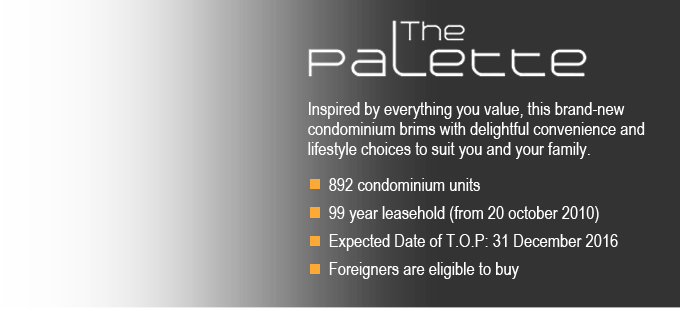 The
Palette
Inspired by everything you value, this brand-new
condominium brims with delightful convenience and
lifestyle choices to suit you and your family.
892 condominium units
99 year leasehold (from 20 october 2010)
Expected Date of T.O.P: 31 December 2016
Foreigners are eligible to buy